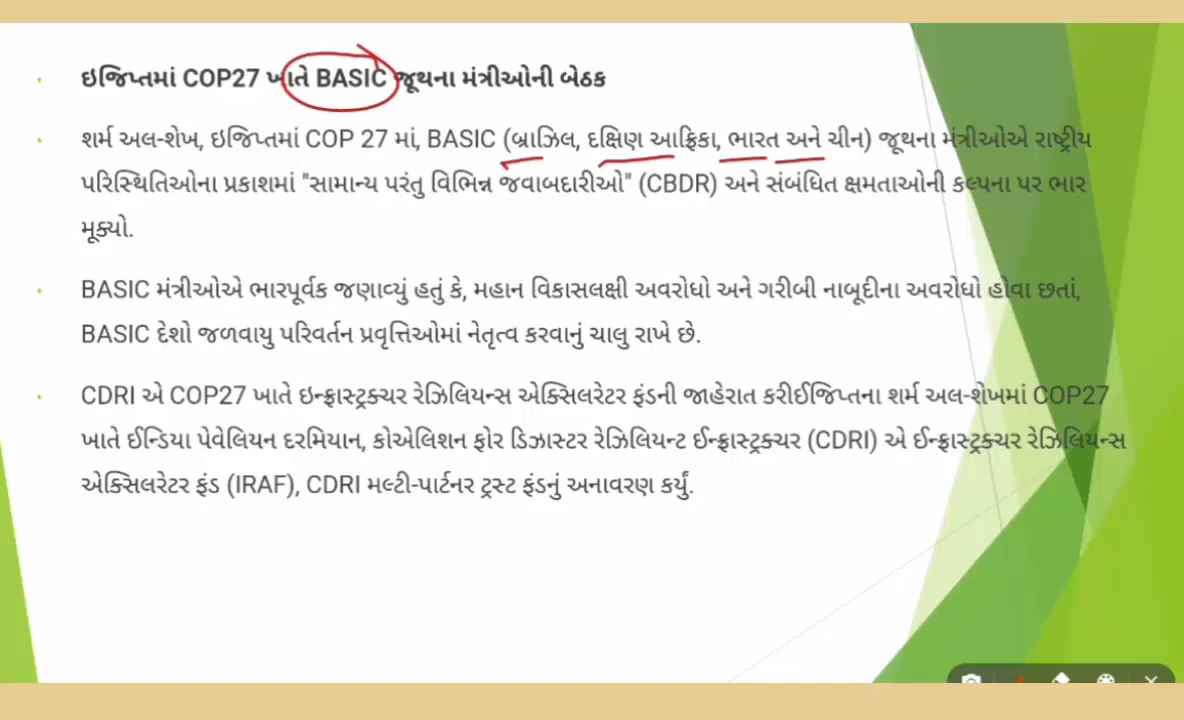 ઇજિપ્તમાં COP27 ખાતે BASIC જૂથના મંત્રીઓની બેઠક
શર્મ અલ-શેખ, ઇજિપ્તમાં COP 27 માં, BASIC (બ્રાઝિલ, દક્ષિણ આફ્રિકા, ભારત અને ચીન) જૂથના મંત્રીઓએ રાષ્ટ્રીય
પરિસ્થિતિઓના પ્રકાશમાં "સામાન્ય પરંતુ વિભિન્ન જવાબદારીઓ" (CBDR) અને સંબંધિત ક્ષમતાઓની કલ્પના પર ભાર
મૂક્યો.
BASIC મંત્રીઓએ ભારપૂર્વક જણાવ્યું હતું કે, મહાન વિકાસલક્ષી અવરોધો અને ગરીબી નાબૂદીના અવરોધો હોવા છતાં,
BASIC દેશો જળવાયુ પરિવર્તન પ્રવૃત્તિઓમાં નેતૃત્વ કરવાનું ચાલુ રાખે છે.
CDRI એ COP27 ખાતે ઇન્ફ્રાસ્ટ્રક્ચર રેઝિલિયન્સ એક્સિલરેટર ફંડની જાહેરાત કરીઈજિપ્તના શર્મ અલ-શેખમાં COP27
ખાતે ઈન્ડિયા પેવેલિયન દરમિયાન, કોએલિશન ફોર ડિઝાસ્ટર રેઝિલિયન્ટ ઈન્ફ્રાસ્ટ્રક્ચર (CDRI) એ ઈન્ફ્રાસ્ટ્રક્ચર રેઝિલિયન્સ
એક્સિલરેટર ફંડ (IRAF), CDRI મલ્ટી-પાર્ટનર ટ્રસ્ટ ફંડનું અનાવરણ કર્યું.